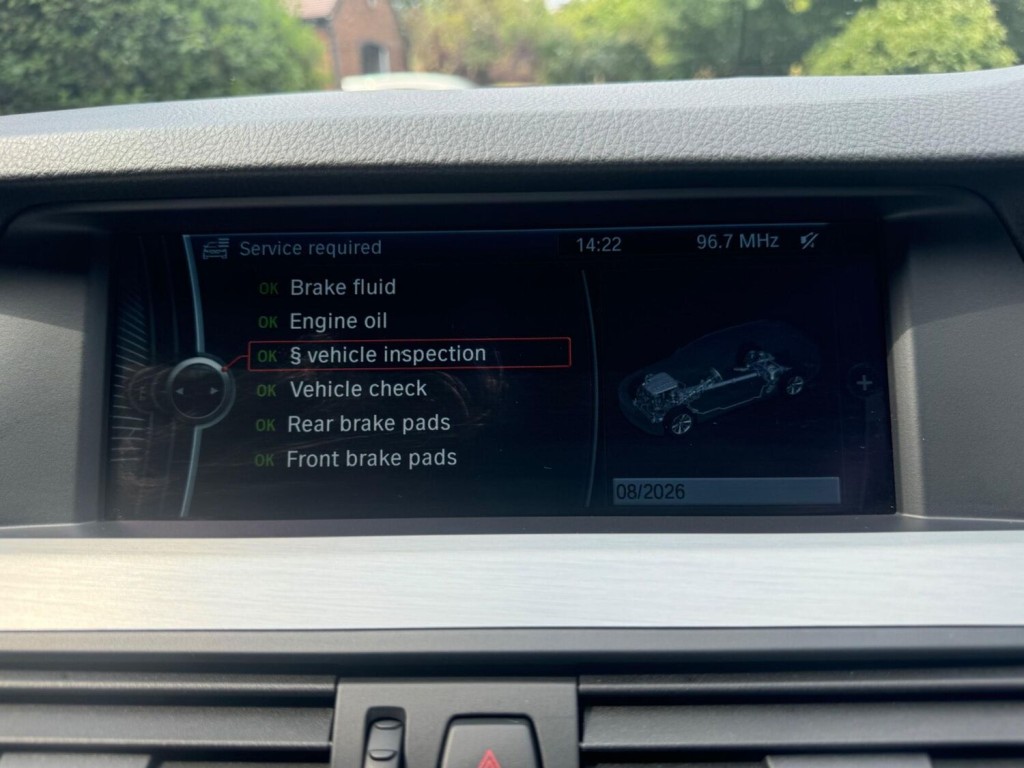 Service required 14:22 96.7 MHz
OK Brake fluid
OK Engine oil
OK § vehicle inspection
OK Vehicle check
OK Rear brake pads
OK Front brake pads
08/2026